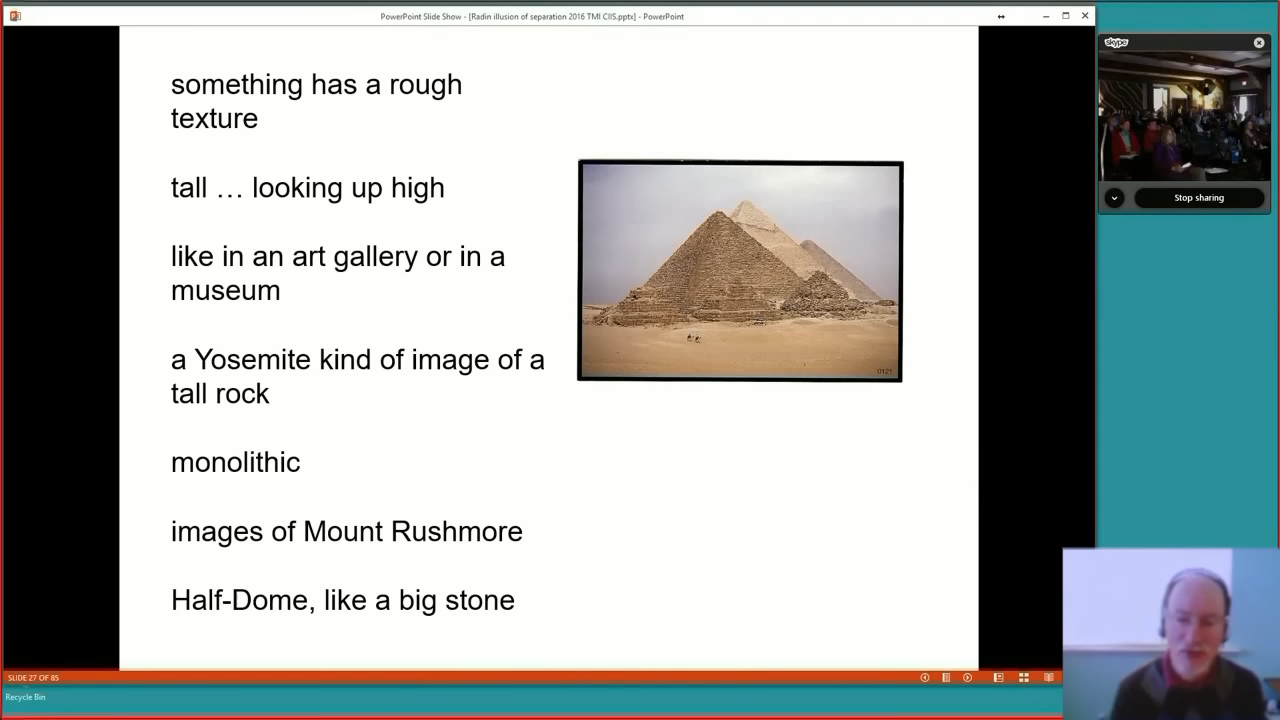 PowerPoint Slide Show - [Radin illusion of separation 2016 TMI CIIS.pptx] - PowerPoint
skype
Stop sharing
something has a rough
texture
tall … looking up high
like in an art gallery or in a
museum
a Yosemite kind of image of a
tall rock
monolithic
images of Mount Rushmore
Half-Dome, like a big stone
0121
SLIDE 27 OF 85
Recycle Bin